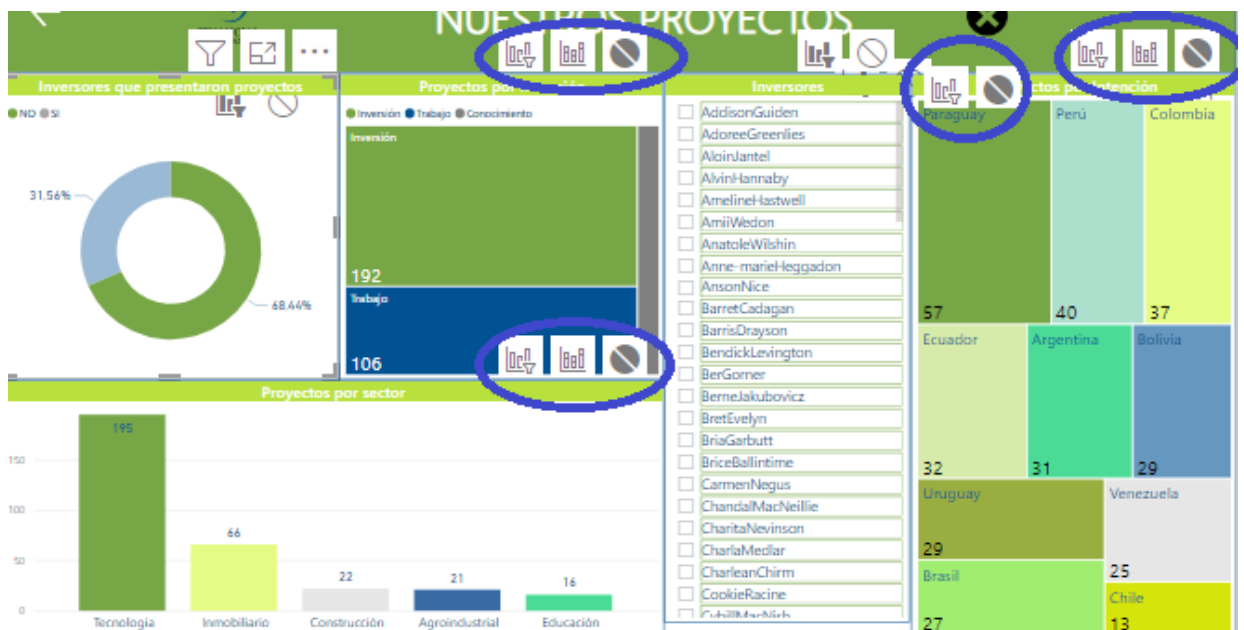 NUESTROS PROYECTOS
Inversores que presentaron proyectos
NO SI
31,56%
68,44%
Proyectos por
Inversión Trabajo Conocimiento
Inversión
192
Trabajo
106
Proyectos por sector
150
100
50
0
195
66
22
21
16
Tecnología
Inmobiliario
Construcción
Agroindustrial
Educación
Inversores
AddisonGuiden
AdoreeGreenlies
AloinJantel
AlvinHannaby
AmelineHastwell
AmiiWedon
AnatoleWilshin
Anne-marieHeggadon
AnsonNice
BarretCadagan
BarrisDrayson
BendickLevington
BerGorner
BerneJakubovicz
BretEvelyn
BriaGarbutt
BriceBallintime
CarmenNegus
ChandalMacNeillie
CharitaNevinson
CharlaMedlar
CharleanChirm
CookieRacine
CybillMacNish
Intención
Paraguay
57
Perú
40
Colombia
37
Ecuador
32
Argentina
31
Bolivia
29
Uruguay
29
Venezuela
25
Brasil
27
Chile
13